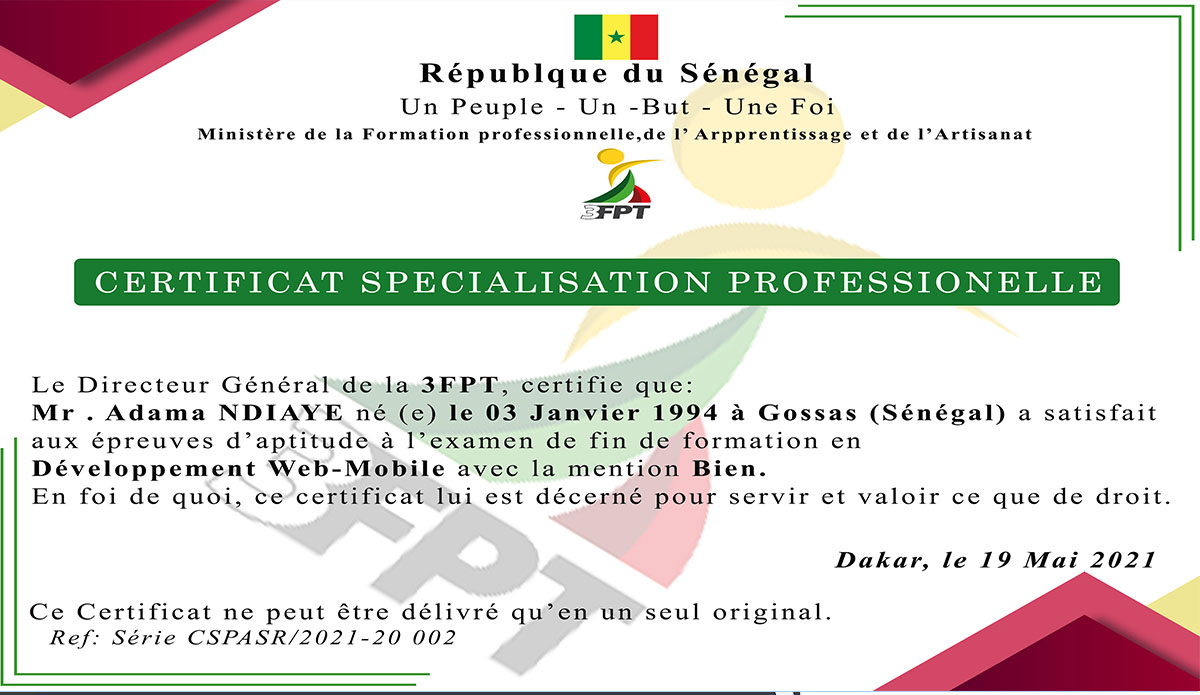 Républque du Sénégal
Un Peuple - Un -But - Une Foi
Ministère de la Formation professionnelle,de l’ Arpprentissage et de l’Artisanat
3FPT
CERTIFICAT SPECIALISATION PROFESSIONELLE
Le Directeur Général de la 3FPT, certifie que:
Mr . Adama NDIAYE né (e) le 03 Janvier 1994 à Gossas (Sénégal) a satisfait
aux épreuves d’aptitude à l’examen de fin de formation en
Développement Web-Mobile avec la mention Bien.
En foi de quoi, ce certificat lui est décerné pour servir et valoir ce que de droit.
3FPT
Dakar, le 19 Mai 2021
Ce Certificat ne peut être délivré qu’en un seul original.
Ref: Série CSPASR/2021-20 002